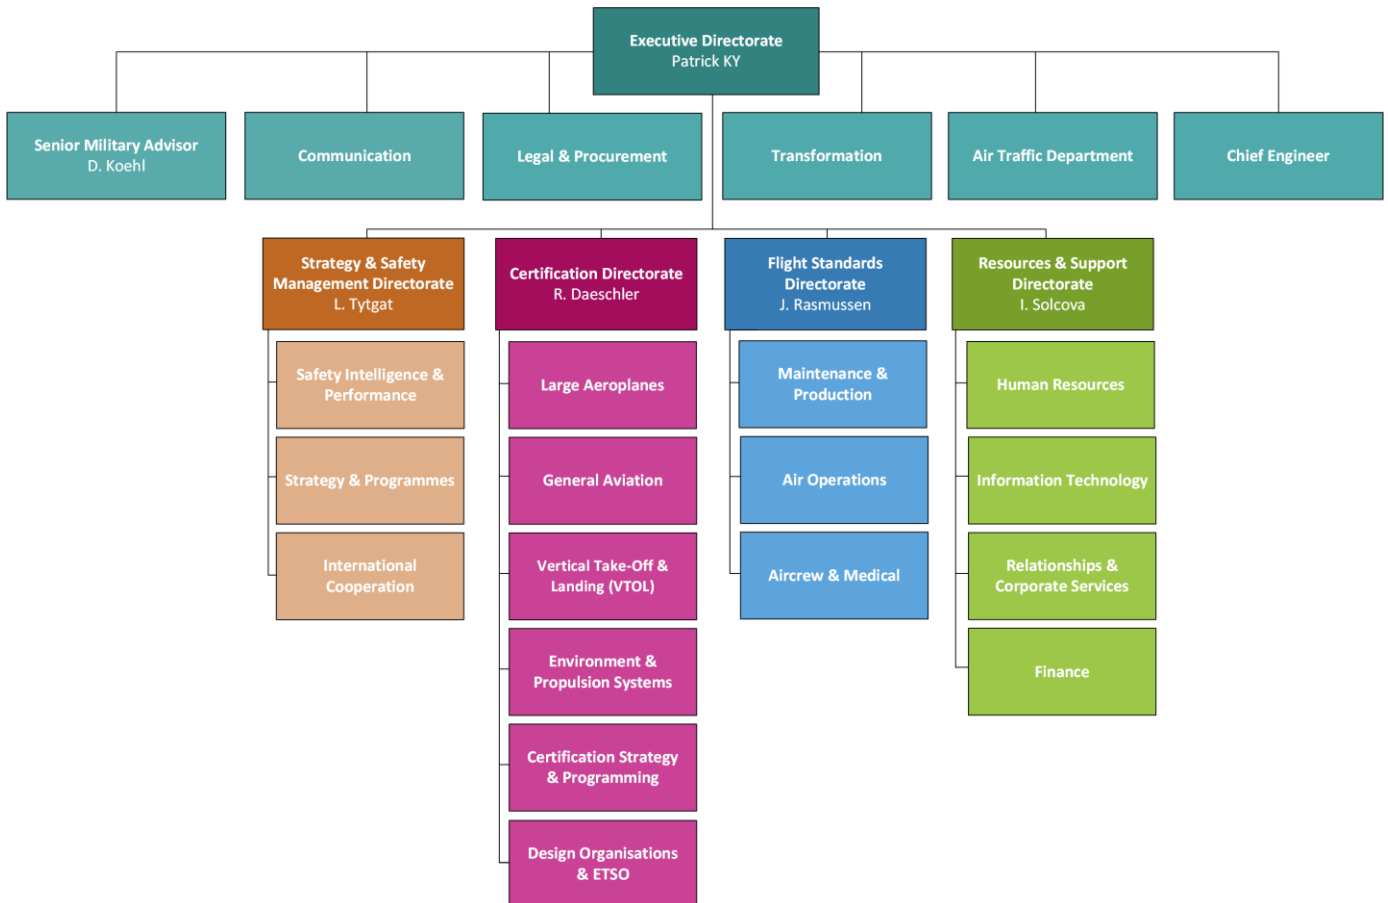 Executive Directorate
Patrick KY
Senior Military Advisor
D. Koehl
Communication
Legal & Procurement
Transformation
Air Traffic Department
Chief Engineer
Strategy & Safety
Management Directorate
L. Tytgat
Certification Directorate
R. Daeschler
Flight Standards
Directorate
J. Rasmussen
Resources & Support
Directorate
I. Solcova
Safety Intelligence &
Performance
Strategy & Programmes
International
Cooperation
Large Aeroplanes
General Aviation
Vertical Take-Off &
Landing (VTOL)
Environment &
Propulsion Systems
Certification Strategy
& Programming
Design Organisations
& ETSO
Maintenance &
Production
Air Operations
Aircrew & Medical
Human Resources
Information Technology
Relationships &
Corporate Services
Finance